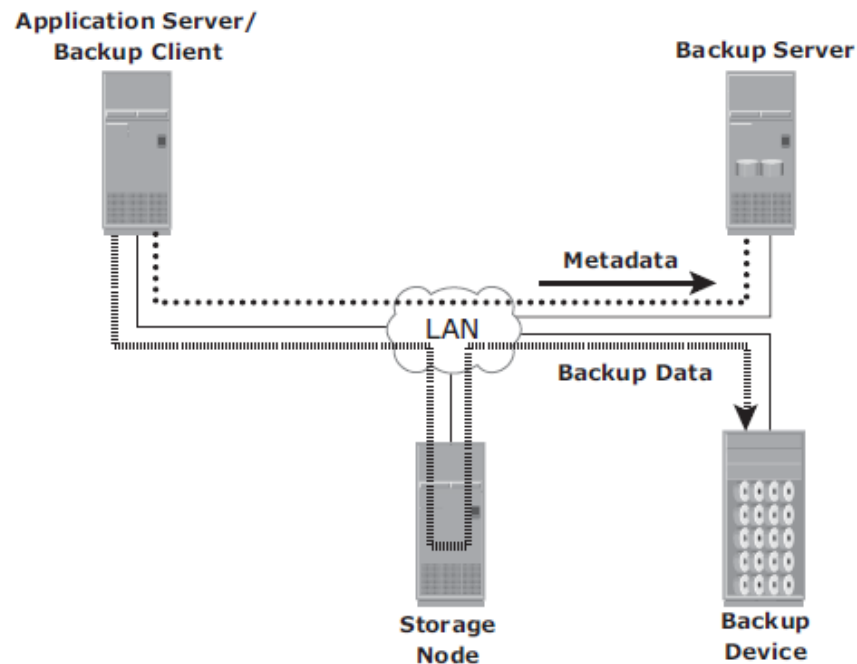 Application Server/
Backup Client
Backup Server
Metadata
LAN
Backup Data
Storage
Node
Backup
Device